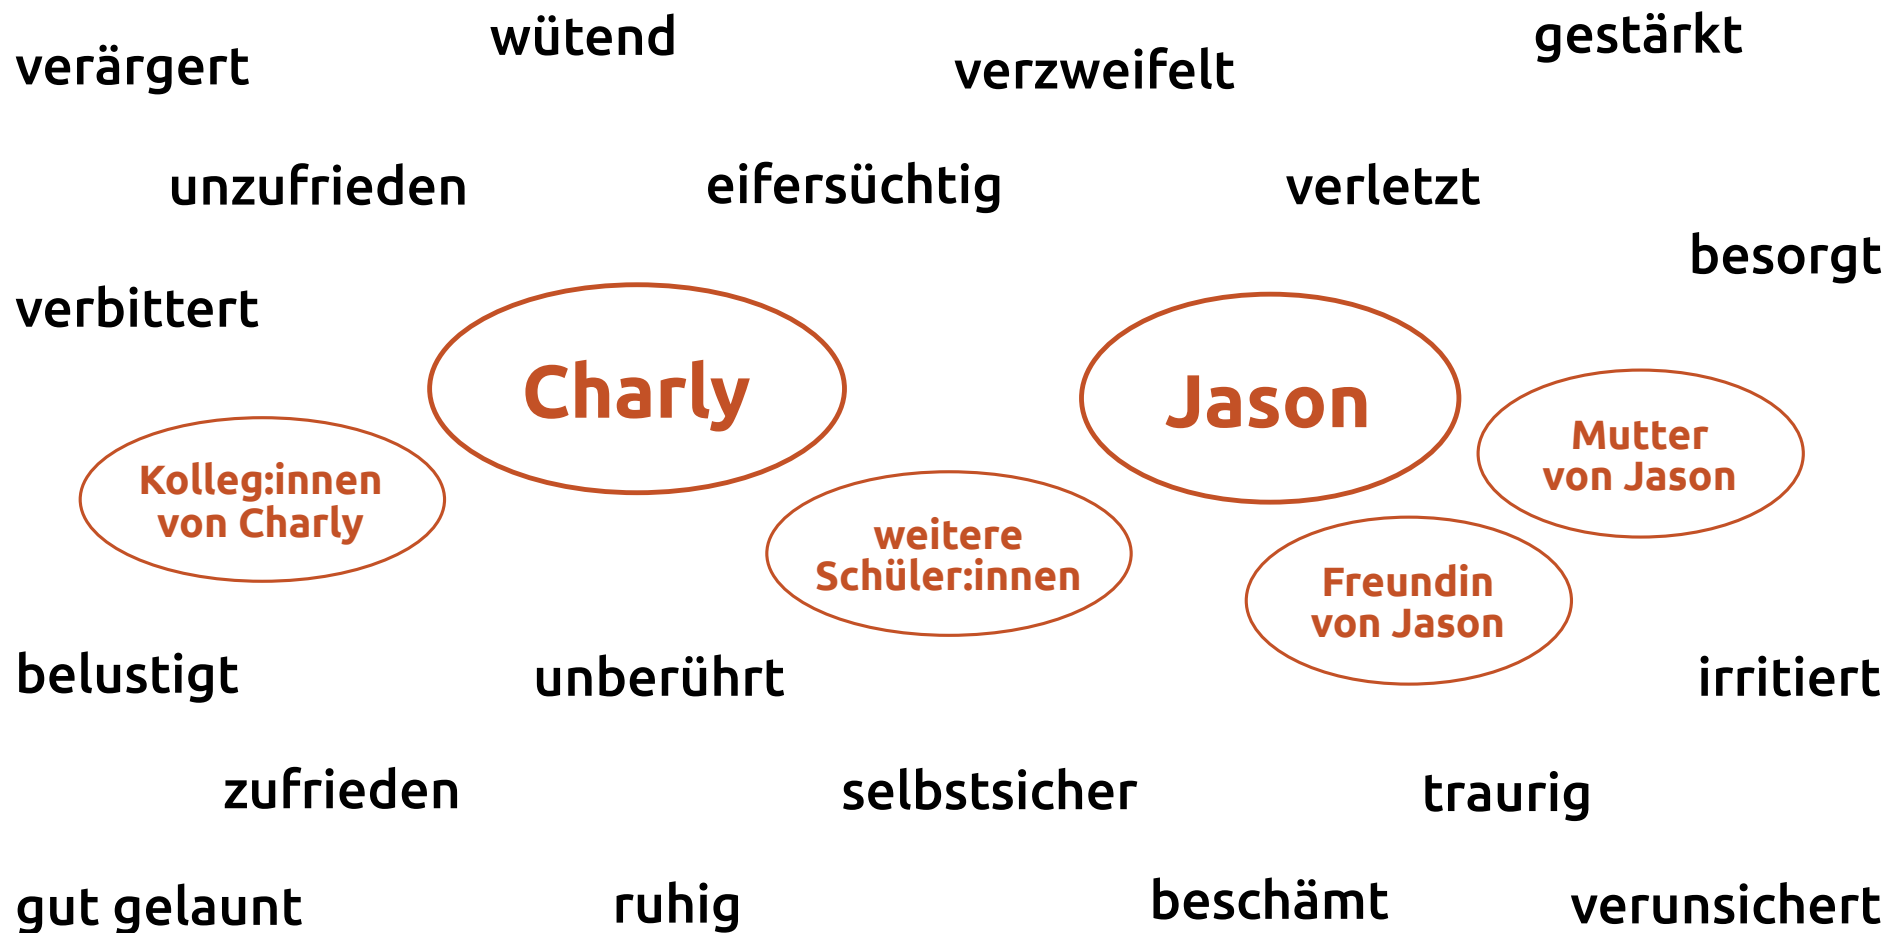 wütend
gestärkt
verärgert
verzweifelt
unzufrieden
eifersüchtig
verletzt
besorgt
verbittert
Charly
Jason
Mutter
von Jason
Kolleg:innen
von Charly
weitere
Schüler:innen
Freundin
von Jason
belustigt
unberührt
irritiert
zufrieden
selbstsicher
traurig
gut gelaunt
ruhig
beschämt
verunsichert